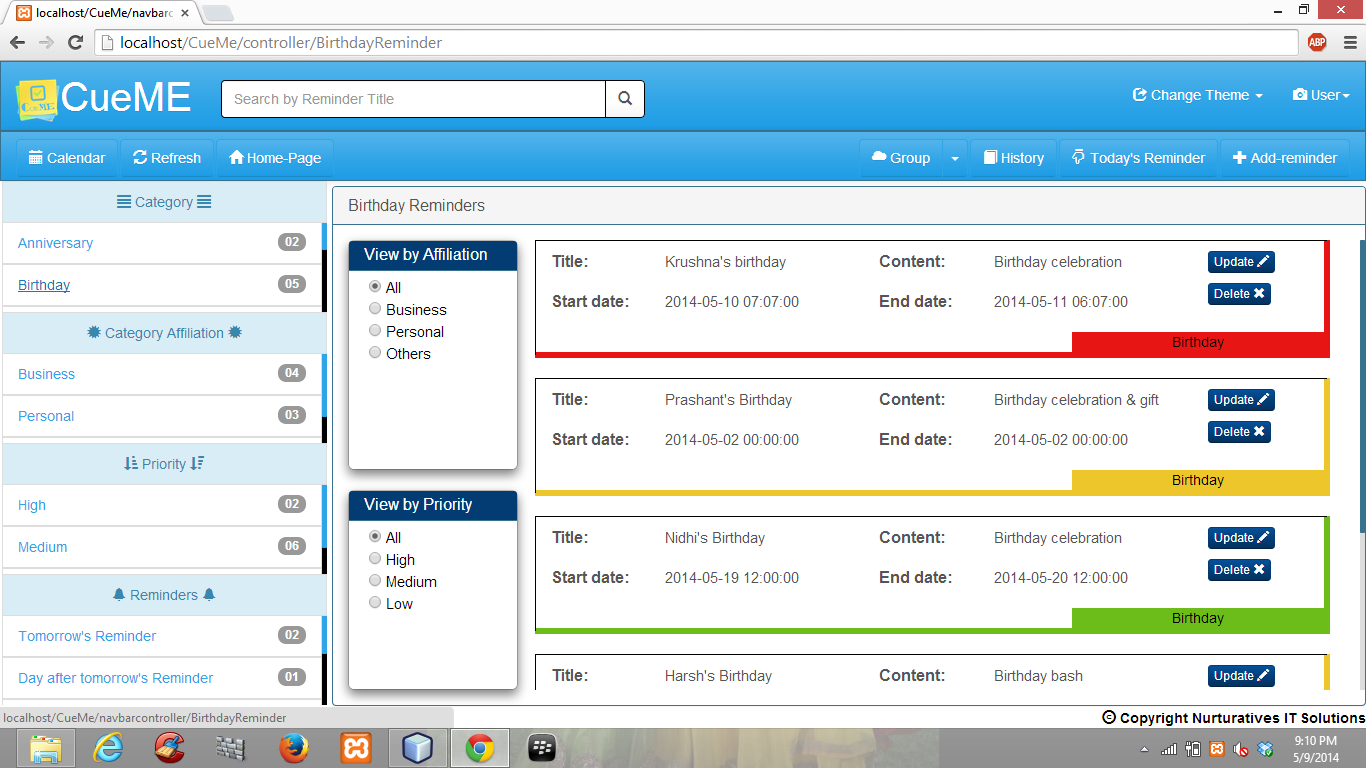 localhost/CueMe/navbarc
localhost/CueMe/controller/BirthdayReminder
ABP
CueME
CueME
Search by Reminder Title
Change Theme
User
Calendar
Refresh
Home-Page
Group
History
Today's Reminder
Add-reminder
Category
Anniversary 02
Birthday 05
Category Affiliation
Business 04
Personal 03
Priority
High 02
Medium 06
Reminders
Tomorrow's Reminder 02
Day after tomorrow's Reminder 01
Birthday Reminders
View by Affiliation
All
Business
Personal
Others
View by Priority
All
High
Medium
Low
Title: Krushna's birthday Content: Birthday celebration Update
Delete
Start date: 2014-05-10 07:07:00 End date: 2014-05-11 06:07:00
Birthday
Title: Prashant's Birthday Content: Birthday celebration & gift Update
Delete
Start date: 2014-05-02 00:00:00 End date: 2014-05-02 00:00:00
Birthday
Title: Nidhi's Birthday Content: Birthday celebration Update
Delete
Start date: 2014-05-19 12:00:00 End date: 2014-05-20 12:00:00
Birthday
Title: Harsh's Birthday Content: Birthday bash Update
localhost/CueMe/navbarcontroller/BirthdayReminder
© Copyright Nurturatives IT Solutions
9:10 PM
5/9/2014